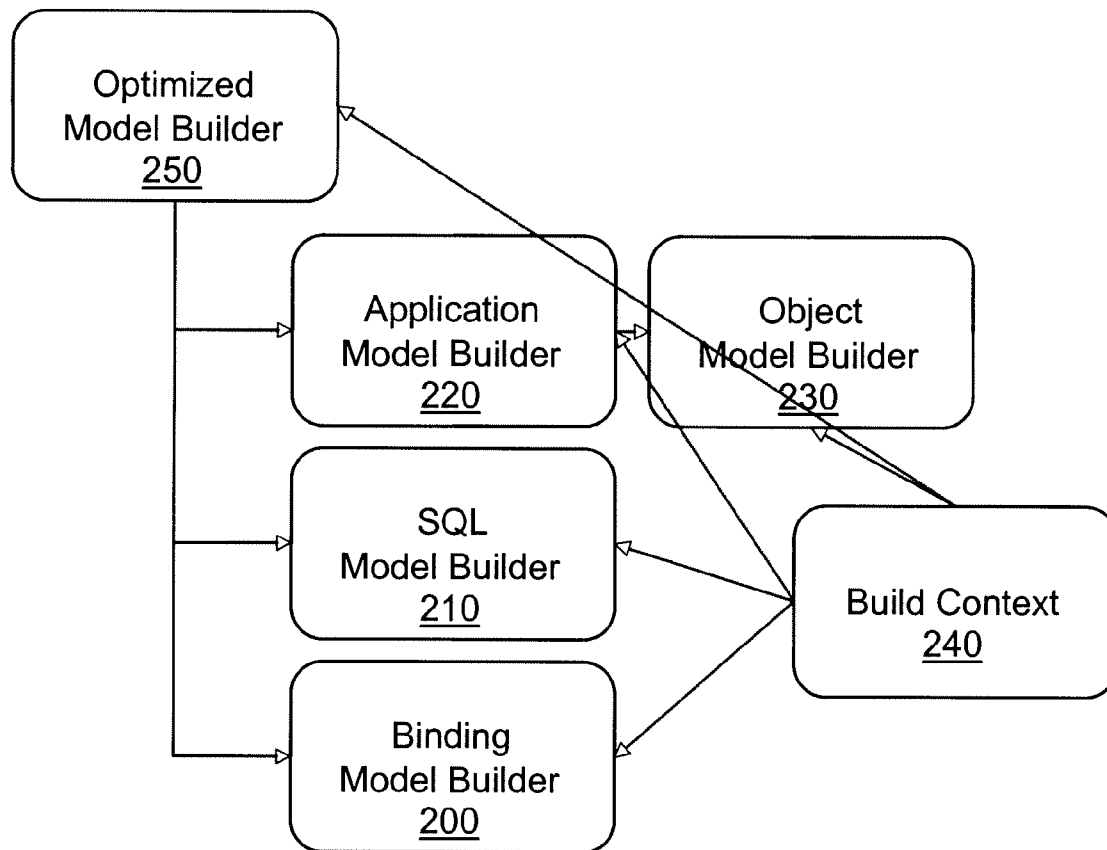 Optimized
Model Builder
250
Application
Model Builder
220
Object
Model Builder
230
SQL
Model Builder
210
Build Context
240
Binding
Model Builder
200